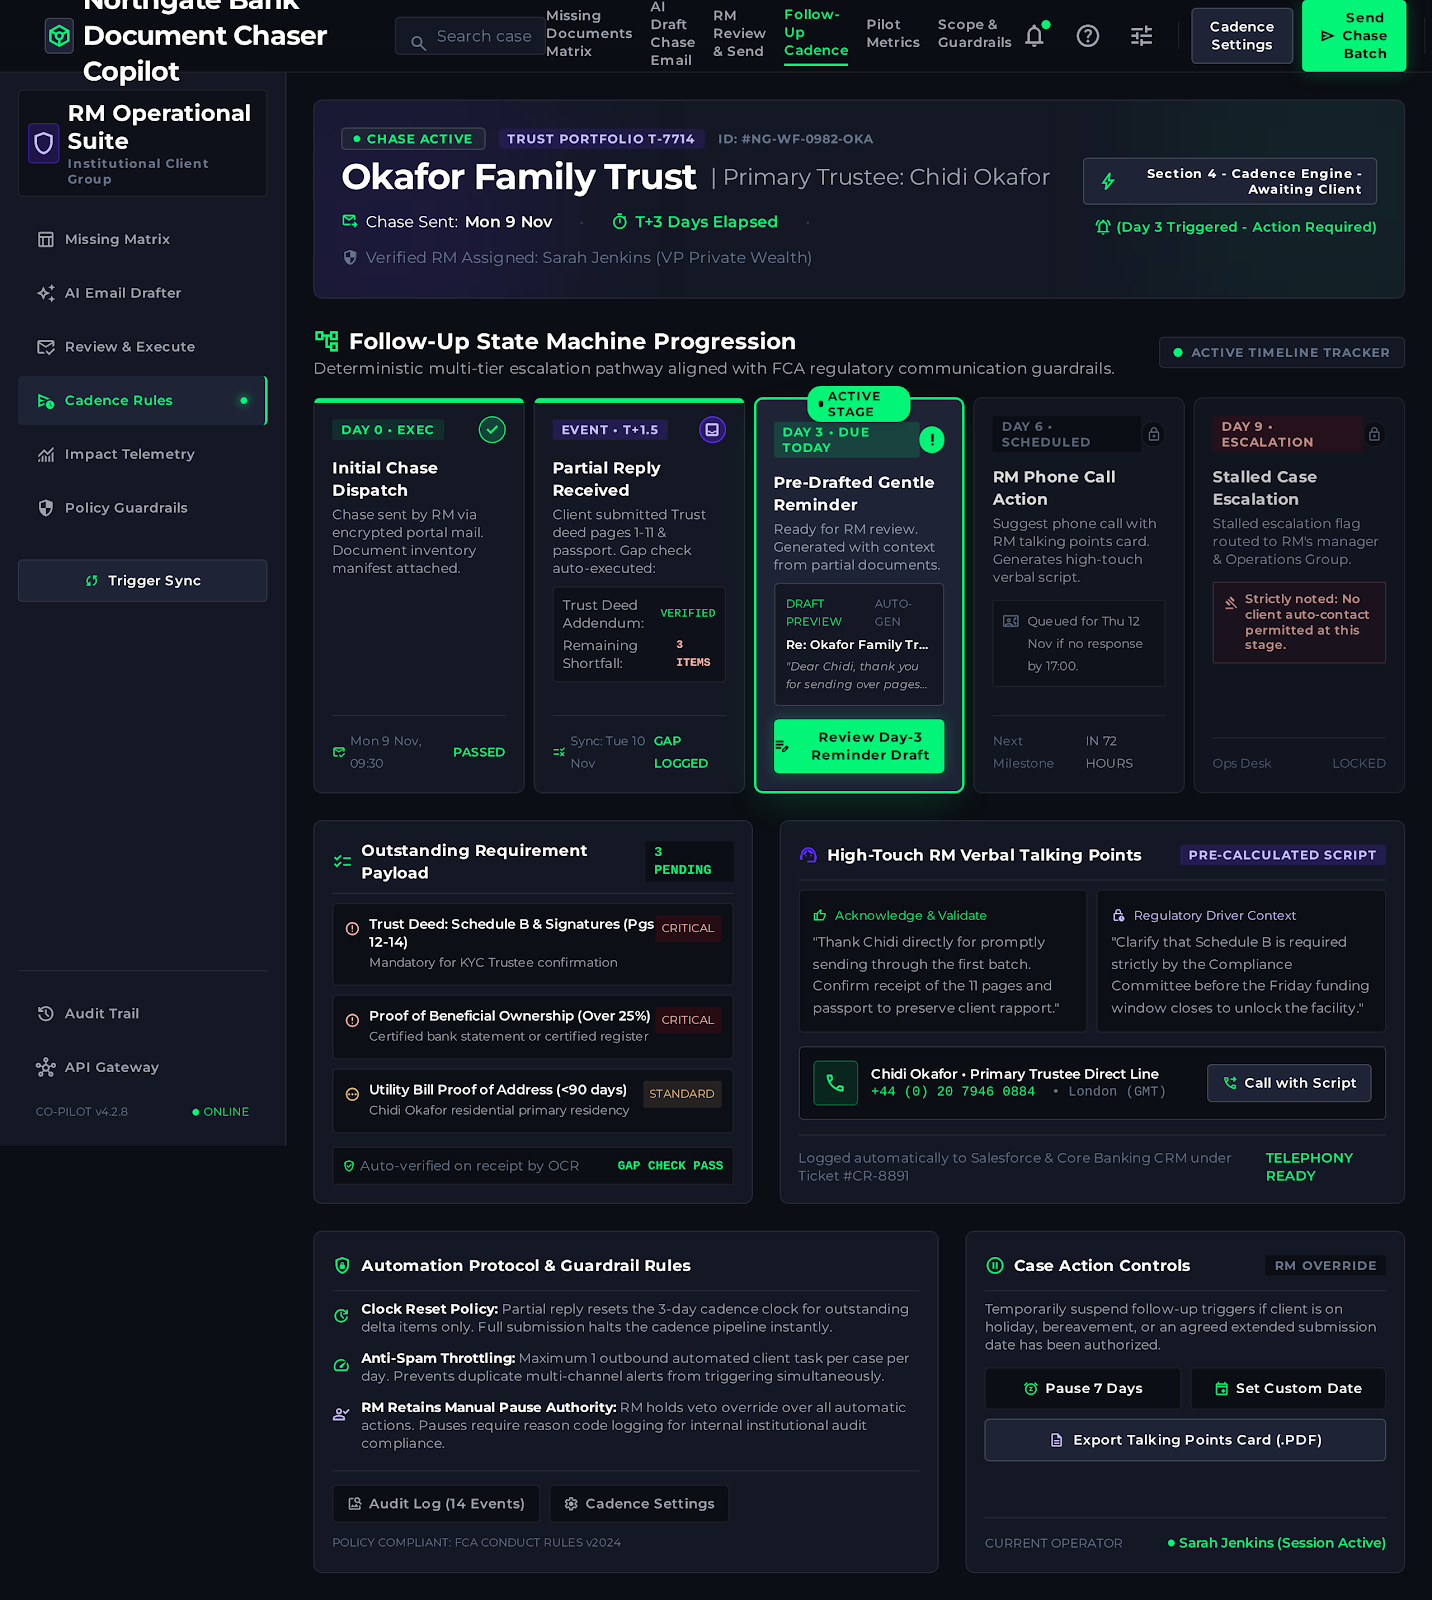 Northgate Bank
Document Chaser
Copilot
Search case
Missing
Documents
Matrix
AI
Draft
Chase
Email
RM
Review
& Send
Follow-
Up
Cadence
Pilot
Metrics
Scope &
Guardrails
Cadence
Settings
Send
Chase
Batch
RM Operational
Suite
Institutional Client
Group
Missing Matrix
AI Email Drafter
Review & Execute
Cadence Rules
Impact Telemetry
Policy Guardrails
Trigger Sync
Audit Trail
API Gateway
CO-PILOT v4.2.8
ONLINE
CHASE ACTIVE
TRUST PORTFOLIO T-7714
ID: #NG-WF-0982-OKA
Okafor Family Trust | Primary Trustee: Chidi Okafor
Chase Sent: Mon 9 Nov · T+3 Days Elapsed ·
Verified RM Assigned: Sarah Jenkins (VP Private Wealth)
Section 4 - Cadence Engine -
Awaiting Client
(Day 3 Triggered - Action Required)
Follow-Up State Machine Progression
Deterministic multi-tier escalation pathway aligned with FCA regulatory communication guardrails.
ACTIVE TIMELINE TRACKER
DAY 0 • EXEC
Initial Chase
Dispatch
Chase sent by RM via
encrypted portal mail.
Document inventory
manifest attached.
Mon 9 Nov,
09:30
PASSED
EVENT • T+1.5
Partial Reply
Received
Client submitted Trust
deed pages 1-11 &
passport. Gap check
auto-executed:
Trust Deed
Addendum:
VERIFIED
Remaining
Shortfall:
3
ITEMS
Sync: Tue 10
Nov
GAP
LOGGED
ACTIVE
STAGE
DAY 3 • DUE
TODAY
Pre-Drafted Gentle
Reminder
Ready for RM review.
Generated with context
from partial documents.
DRAFT
PREVIEW
AUTO-
GEN
Re: Okafor Family Tr...
"Dear Chidi, thank you
for sending over pages...
Review Day-3
Reminder Draft
DAY 6 •
SCHEDULED
RM Phone Call
Action
Suggest phone call with
RM talking points card.
Generates high-touch
verbal script.
Queued for Thu 12
Nov if no response
by 17:00.
Next
Milestone
IN 72
HOURS
DAY 9 •
ESCALATION
Stalled Case
Escalation
Stalled escalation flag
routed to RM's manager
& Operations Group.
Strictly noted: No
client auto-contact
permitted at this
stage.
Ops Desk
LOCKED
Outstanding Requirement
Payload
3
PENDING
Trust Deed: Schedule B & Signatures (Pgs
12-14)
CRITICAL
Mandatory for KYC Trustee confirmation
Proof of Beneficial Ownership (Over 25%)
CRITICAL
Certified bank statement or certified register
Utility Bill Proof of Address (<90 days)
STANDARD
Chidi Okafor residential primary residency
Auto-verified on receipt by OCR
GAP CHECK PASS
High-Touch RM Verbal Talking Points
PRE-CALCULATED SCRIPT
Acknowledge & Validate
"Thank Chidi directly for promptly
sending through the first batch.
Confirm receipt of the 11 pages and
passport to preserve client rapport."
Regulatory Driver Context
"Clarify that Schedule B is required
strictly by the Compliance
Committee before the Friday funding
window closes to unlock the facility."
Chidi Okafor • Primary Trustee Direct Line
+44 (0) 20 7946 0884 • London (GMT)
Call with Script
Logged automatically to Salesforce & Core Banking CRM under
Ticket #CR-8891
TELEPHONY
READY
Automation Protocol & Guardrail Rules
Clock Reset Policy: Partial reply resets the 3-day cadence clock for outstanding
delta items only. Full submission halts the cadence pipeline instantly.
Anti-Spam Throttling: Maximum 1 outbound automated client task per case per
day. Prevents duplicate multi-channel alerts from triggering simultaneously.
RM Retains Manual Pause Authority: RM holds veto override over all automatic
actions. Pauses require reason code logging for internal institutional audit
compliance.
Audit Log (14 Events)
Cadence Settings
POLICY COMPLIANT: FCA CONDUCT RULES v2024
Case Action Controls
RM OVERRIDE
Temporarily suspend follow-up triggers if client is on
holiday, bereavement, or an agreed extended submission
date has been authorized.
Pause 7 Days
Set Custom Date
Export Talking Points Card (.PDF)
CURRENT OPERATOR
Sarah Jenkins (Session Active)